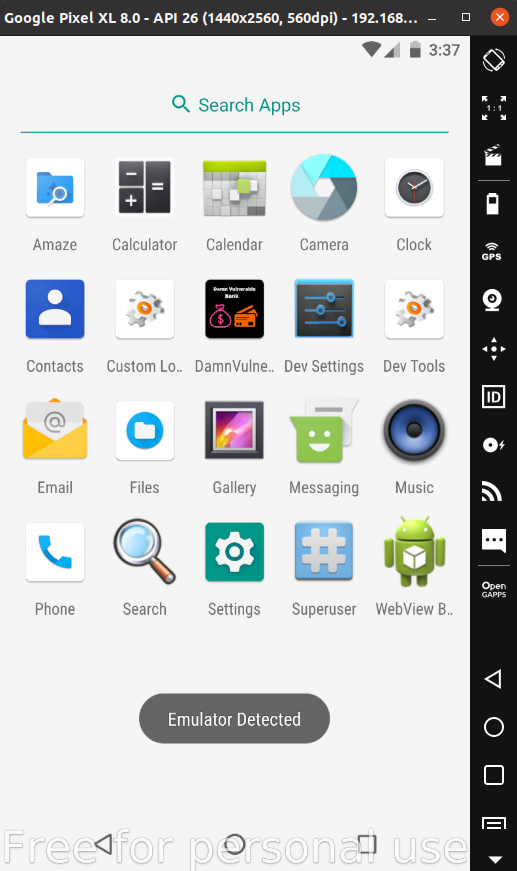 Google Pixel XL 8.0 - API 26 (1440x2560, 560dpi) - 192.168...
3:37
Search Apps
1 : 1
GPS
ID
Open
GAPPS
Amaze Calculator Calendar Camera Clock
Damn Vulnerable
Bank
Contacts Custom Lo.. DamnVulne.. Dev Settings Dev Tools
@
Email Files Gallery Messaging Music
Phone Search Settings Superuser WebView B..
Emulator Detected
Free for personal use